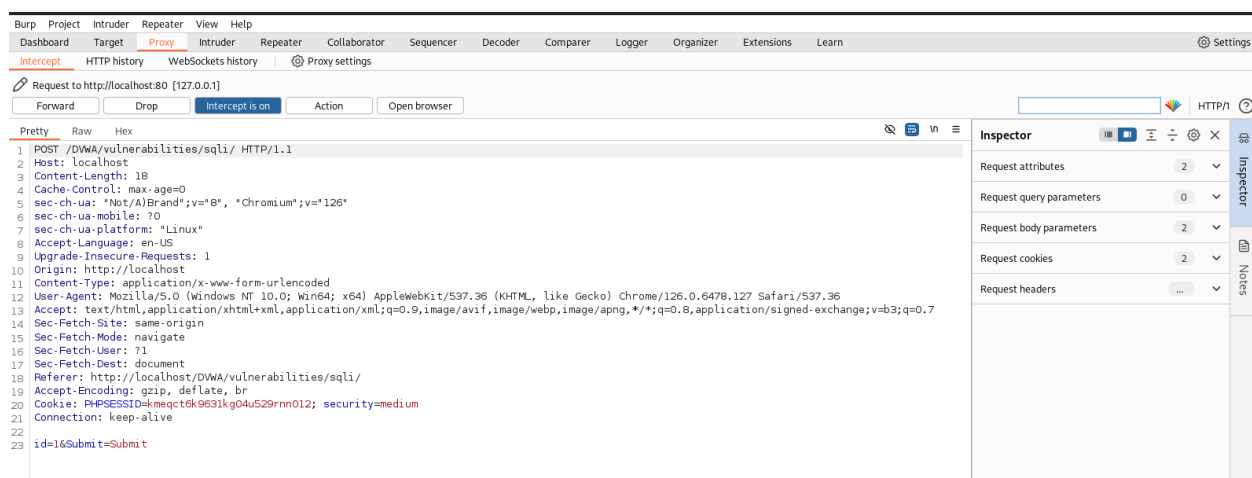 Burp Project Intruder Repeater View Help
Dashboard Target Proxy Intruder Repeater Collaborator Sequencer Decoder Comparer Logger Organizer Extensions Learn Settings
Intercept HTTP history WebSockets history Proxy settings
Request to http://localhost:80 [127.0.0.1]
Forward Drop Intercept is on Action Open browser HTTP/1 ?
Pretty Raw Hex \n
Inspector
Request attributes 2
Request query parameters 0
Request body parameters 2
Request cookies 2
Request headers ...
Inspector
Notes
1 POST /DVWA/vulnerabilities/sqli/ HTTP/1.1
2 Host: localhost
3 Content-Length: 18
4 Cache-Control: max-age=0
5 sec-ch-ua: "Not/A)Brand";v="8", "Chromium";v="126"
6 sec-ch-ua-mobile: ?0
7 sec-ch-ua-platform: "Linux"
8 Accept-Language: en-US
9 Upgrade-Insecure-Requests: 1
10 Origin: http://localhost
11 Content-Type: application/x-www-form-urlencoded
12 User-Agent: Mozilla/5.0 (Windows NT 10.0; Win64; x64) AppleWebKit/537.36 (KHTML, like Gecko) Chrome/126.0.6478.127 Safari/537.36
13 Accept: text/html,application/xhtml+xml,application/xml;q=0.9,image/avif,image/webp,image/apng,*/*;q=0.8,application/signed-exchange;v=b3;q=0.7
14 Sec-Fetch-Site: same-origin
15 Sec-Fetch-Mode: navigate
16 Sec-Fetch-User: ?1
17 Sec-Fetch-Dest: document
18 Referer: http://localhost/DVWA/vulnerabilities/sqli/
19 Accept-Encoding: gzip, deflate, br
20 Cookie: PHPSESSID=kmeqct6k9631kg04u529rnn012; security=medium
21 Connection: keep-alive
22
23 id=1&Submit=Submit